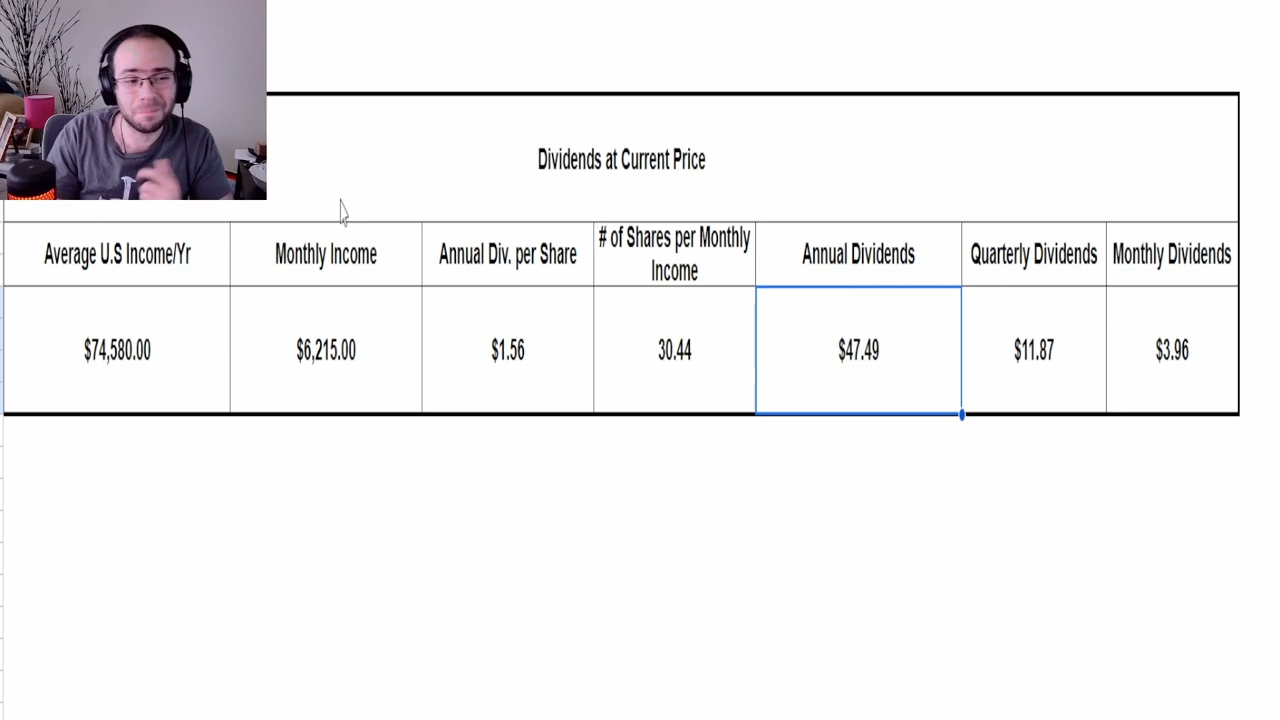 Dividends at Current Price
Average U.S Income/Yr
Monthly Income
Annual Div. per Share
# of Shares per Monthly
Income
Annual Dividends
Quarterly Dividends
Monthly Dividends
$74,580.00
$6,215.00
$1.56
30.44
$47.49
$11.87
$3.96